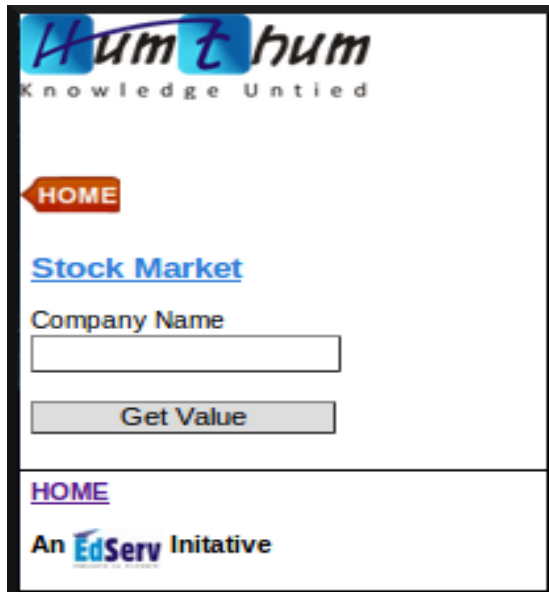 HumThum
Knowledge Untied
HOME
Stock Market
Company Name
Get Value
HOME
An EdServ Initative